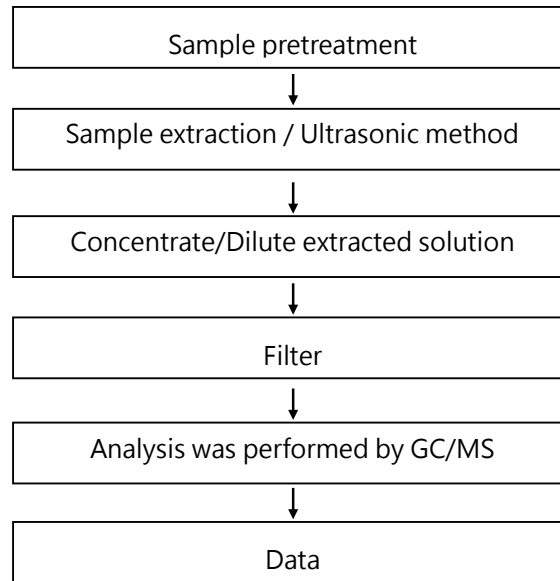 Sample pretreatment
Sample extraction / Ultrasonic method
Concentrate/Dilute extracted solution
Filter
Analysis was performed by GC/MS
Data